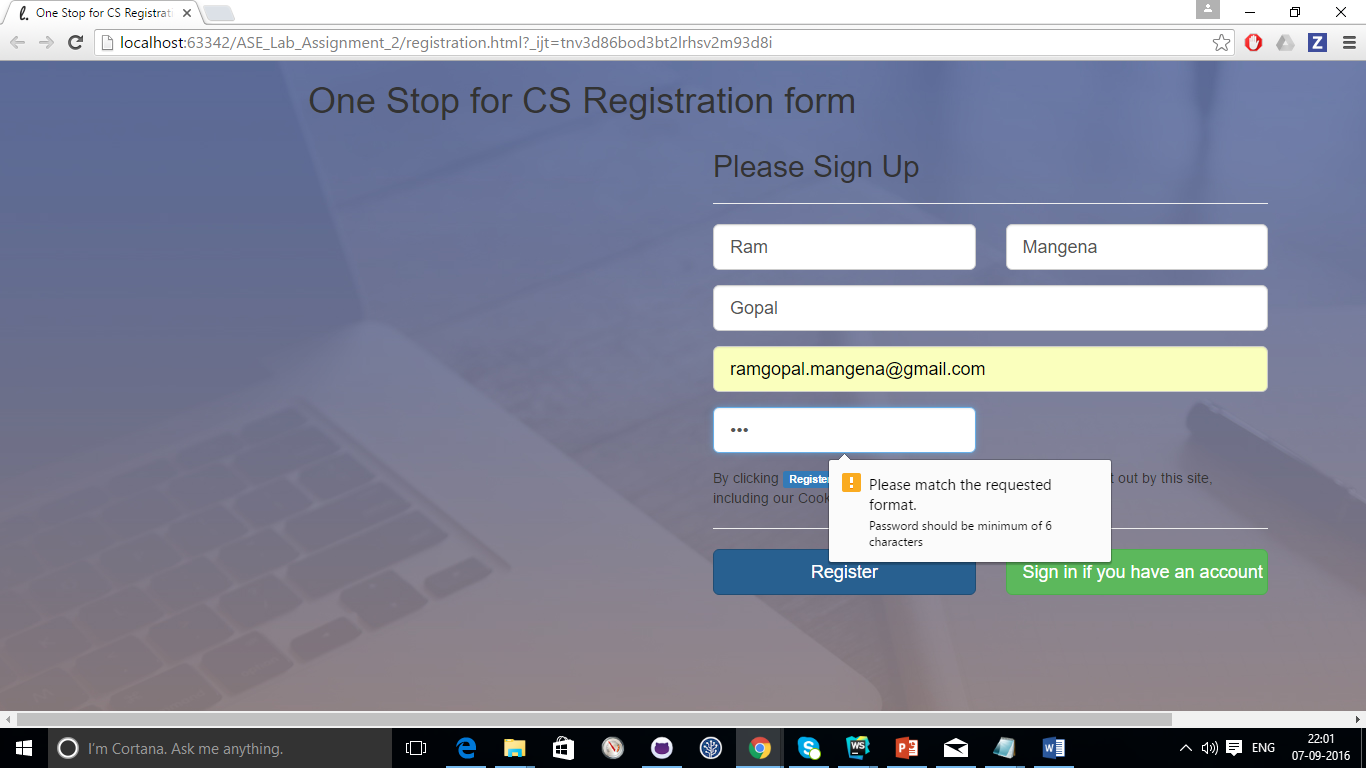 One Stop for CS Registrati
localhost:63342/ASE_Lab_Assignment_2/registration.html?_ijt=tnv3d86bod3bt2lrhsv2m93d8i
Z
One Stop for CS Registration form
Please Sign Up
Ram
Mangena
Gopal
ramgopal.mangena@gmail.com
•••
By clicking Register t out by this site,
including our Cook
Please match the requested
format.
Password should be minimum of 6
characters
Register
Sign in if you have an account
I'm Cortana. Ask me anything.
ENG
22:01
07-09-2016